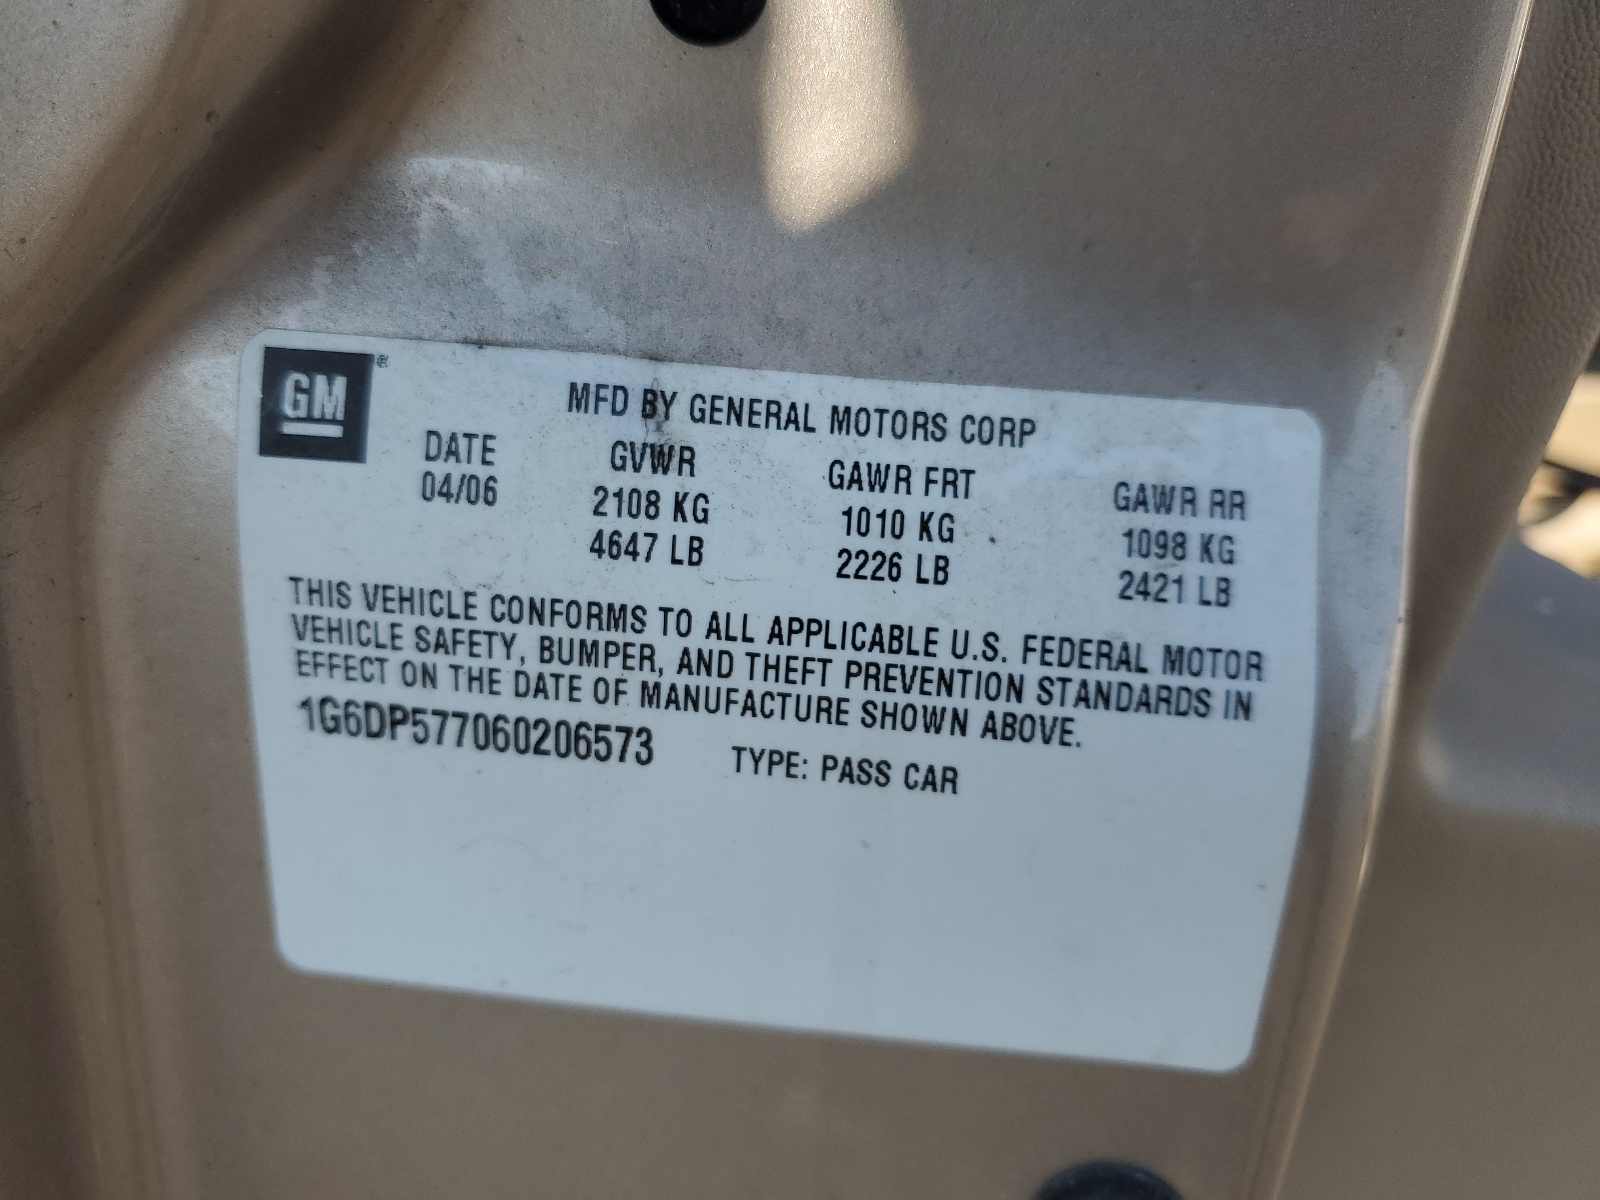 GM ®
MFD BY GENERAL MOTORS CORP
DATE GVWR GAWR FRT GAWR RR
04/06 2108 KG 1010 KG 1098 KG
4647 LB 2226 LB 2421 LB
THIS VEHICLE CONFORMS TO ALL APPLICABLE U.S. FEDERAL MOTOR
VEHICLE SAFETY, BUMPER, AND THEFT PREVENTION STANDARDS IN
EFFECT ON THE DATE OF MANUFACTURE SHOWN ABOVE.
1G6DP577060206573 TYPE: PASS CAR